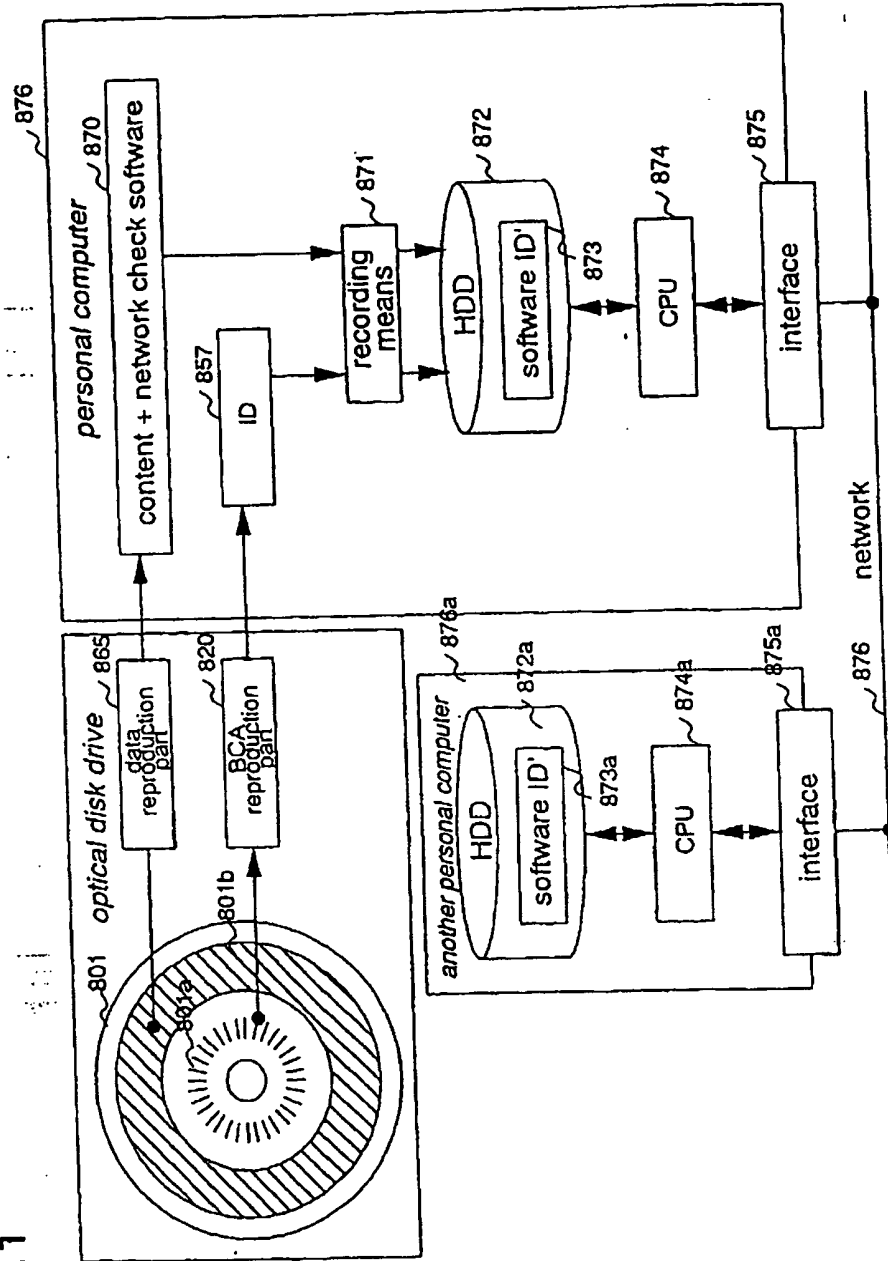 876
personal computer
870
content + network check software
857
ID
871
recording
means
872
HDD
software ID'
873
874
CPU
875
interface
network
876
optical disk drive
865
data
reproduction
part
820
BCA
reproduction
part
801
801a
801b
another personal computer
876a
HDD
872a
software ID'
873a
874a
CPU
875a
interface